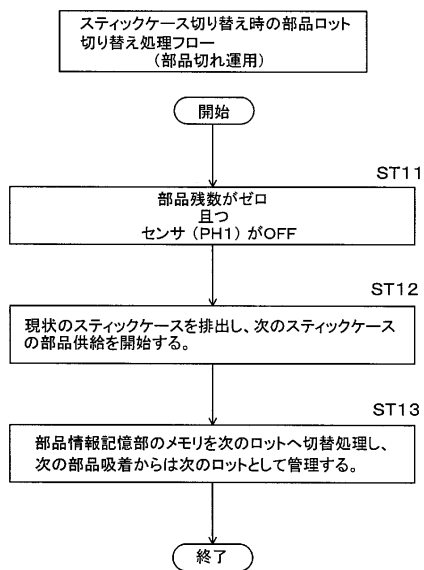 スティックケース切り替え時の部品ロット
切り替え処理フロー
(部品切れ運用)
開始
ST11
部品残数がゼロ
且つ
センサ (PH1) がOFF
ST12
現状のスティックケースを排出し、次のスティックケース
の部品供給を開始する。
ST13
部品情報記憶部のメモリを次のロットへ切替処理し、
次の部品吸着からは次のロットとして管理する。
終了